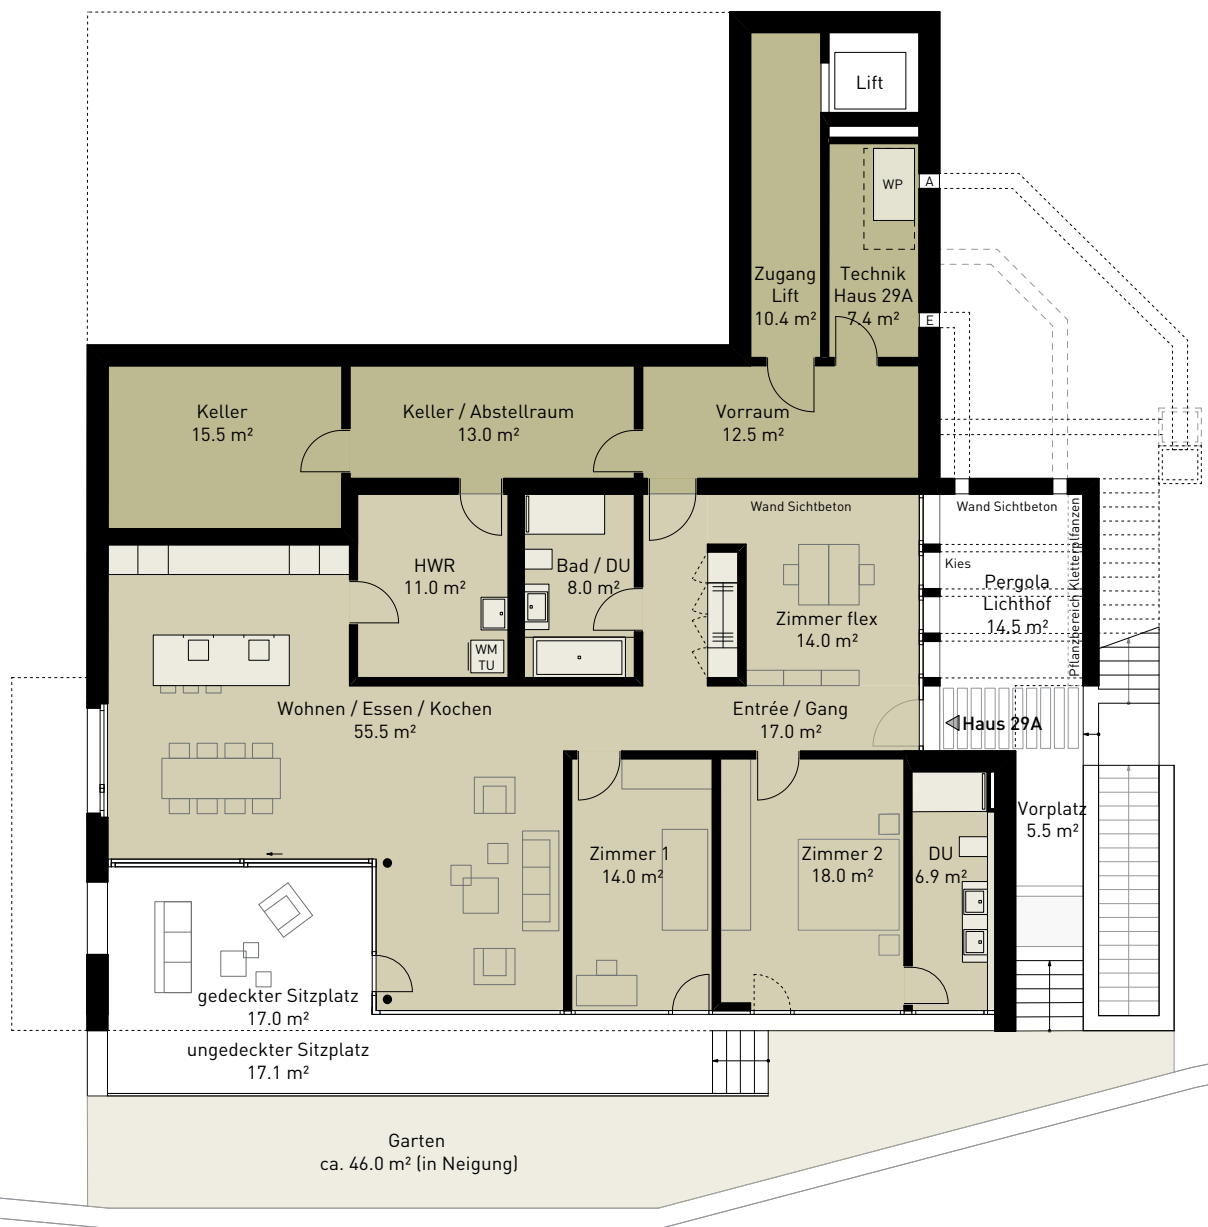 Lift
WP
A
Zugang
Lift
10.4 m²
Technik
Haus 29A
7.4 m²
E
Keller
15.5 m²
Keller / Abstellraum
13.0 m²
Vorraum
12.5 m²
Wand Sichtbeton
Wand Sichtbeton
Kies
Pergola
Lichthof
14.5 m²
Pflanzbereich Kletterpflanzen
HWR
11.0 m²
Bad / DU
8.0 m²
Zimmer flex
14.0 m²
WM
TU
Wohnen / Essen / Kochen
55.5 m²
Entrée / Gang
17.0 m²
Haus 29A
Vorplatz
5.5 m²
Zimmer 1
14.0 m²
Zimmer 2
18.0 m²
DU
6.9 m²
gedeckter Sitzplatz
17.0 m²
ungedeckter Sitzplatz
17.1 m²
Garten
ca. 46.0 m² (in Neigung)